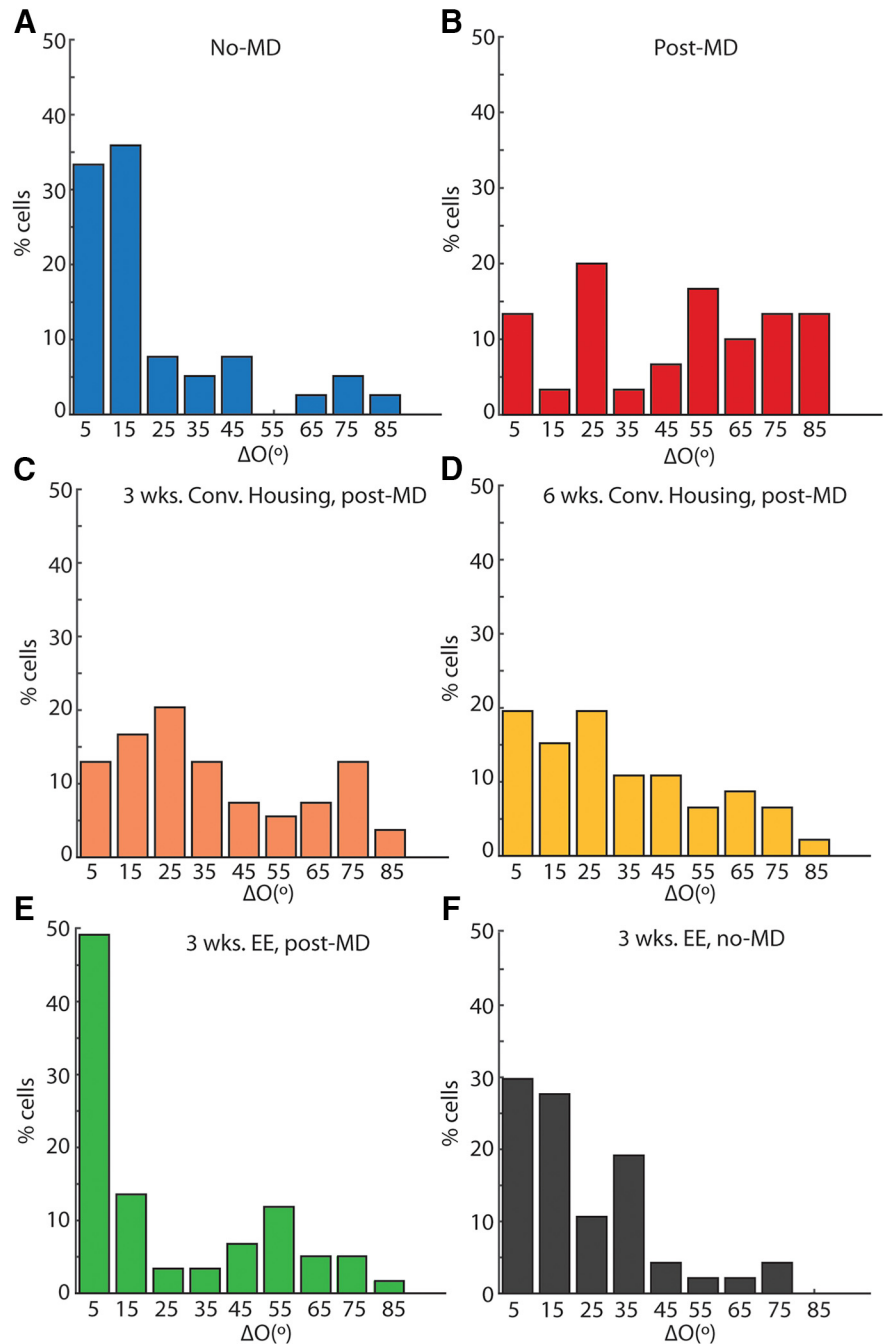 A
No-MD
50
40
30
20
10
0
% cells
5 15 25 35 45 55 65 75 85
ΔO(º)
B
Post-MD
50
40
30
20
10
0
% cells
5 15 25 35 45 55 65 75 85
ΔO(º)
C
3 wks. Conv. Housing, post-MD
50
40
30
20
10
0
% cells
5 15 25 35 45 55 65 75 85
ΔO(º)
D
6 wks. Conv. Housing, post-MD
50
40
30
20
10
0
% cells
5 15 25 35 45 55 65 75 85
ΔO(º)
E
3 wks. EE, post-MD
50
40
30
20
10
0
% cells
5 15 25 35 45 55 65 75 85
ΔO(º)
F
3 wks. EE, no-MD
50
40
30
20
10
0
% cells
5 15 25 35 45 55 65 75 85
ΔO(º)